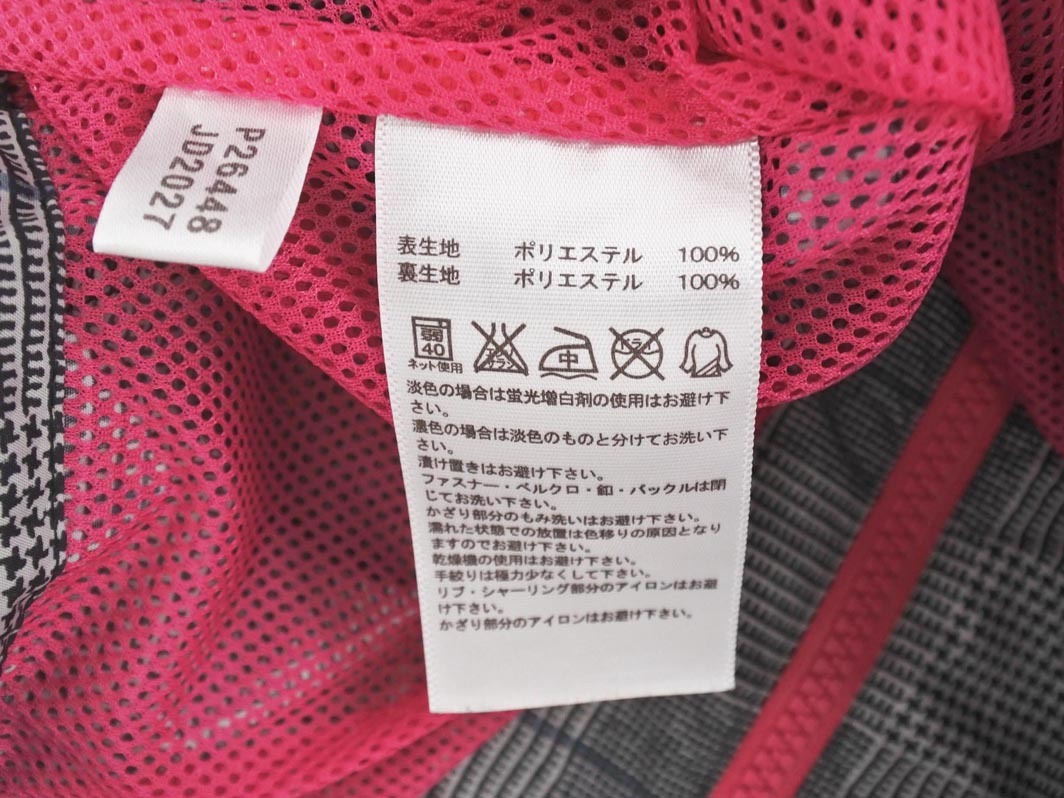 P26448
JD2027
表生地 ポリエステル 100%
裏生地 ポリエステル 100%
弱
40
ネット使用
エンソ
サラシ
中
ドライ
淡色の場合は蛍光増白剤の使用はお避け下
さい。
濃色の場合は淡色のものと分けてお洗い下
さい。
漬け置きはお避け下さい。
ファスナー・ベルクロ・釦・バックルは閉
じてお洗い下さい。
かざり部分のもみ洗いはお避け下さい。
濡れた状態での放置は色移りの原因となり
ますのでお避け下さい。
乾燥機の使用はお避け下さい。
手絞りは極力少なくして下さい。
リブ・シャーリング部分のアイロンはお避
け下さい。
かざり部分のアイロンはお避け下さい。